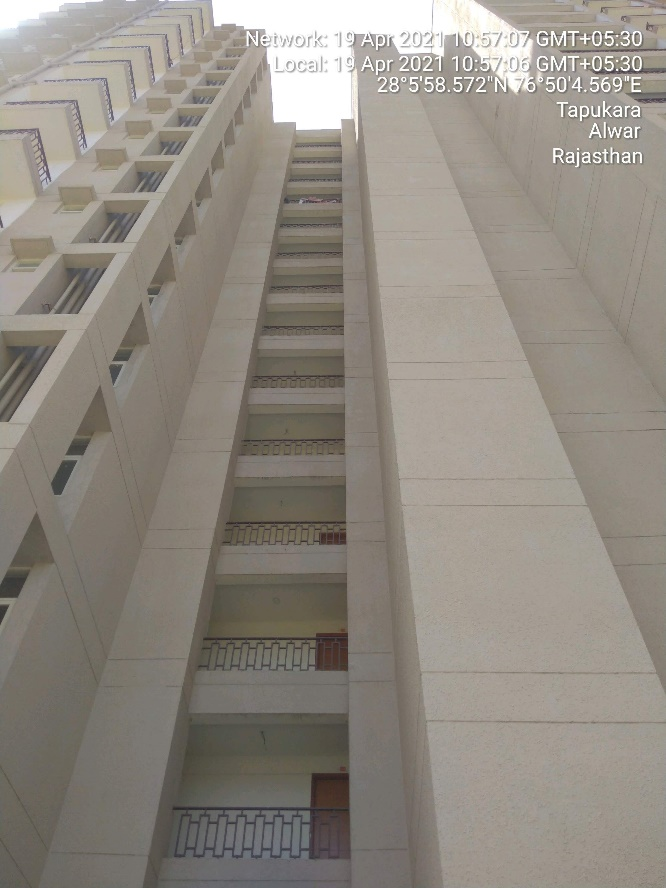 Network: 19 Apr 2021 10:57:07 GMT+05:30
Local: 19 Apr 2021 10:57:06 GMT+05:30
28°5'58.572"N 76°50'4.569"E
Tapukara
Alwar
Rajasthan